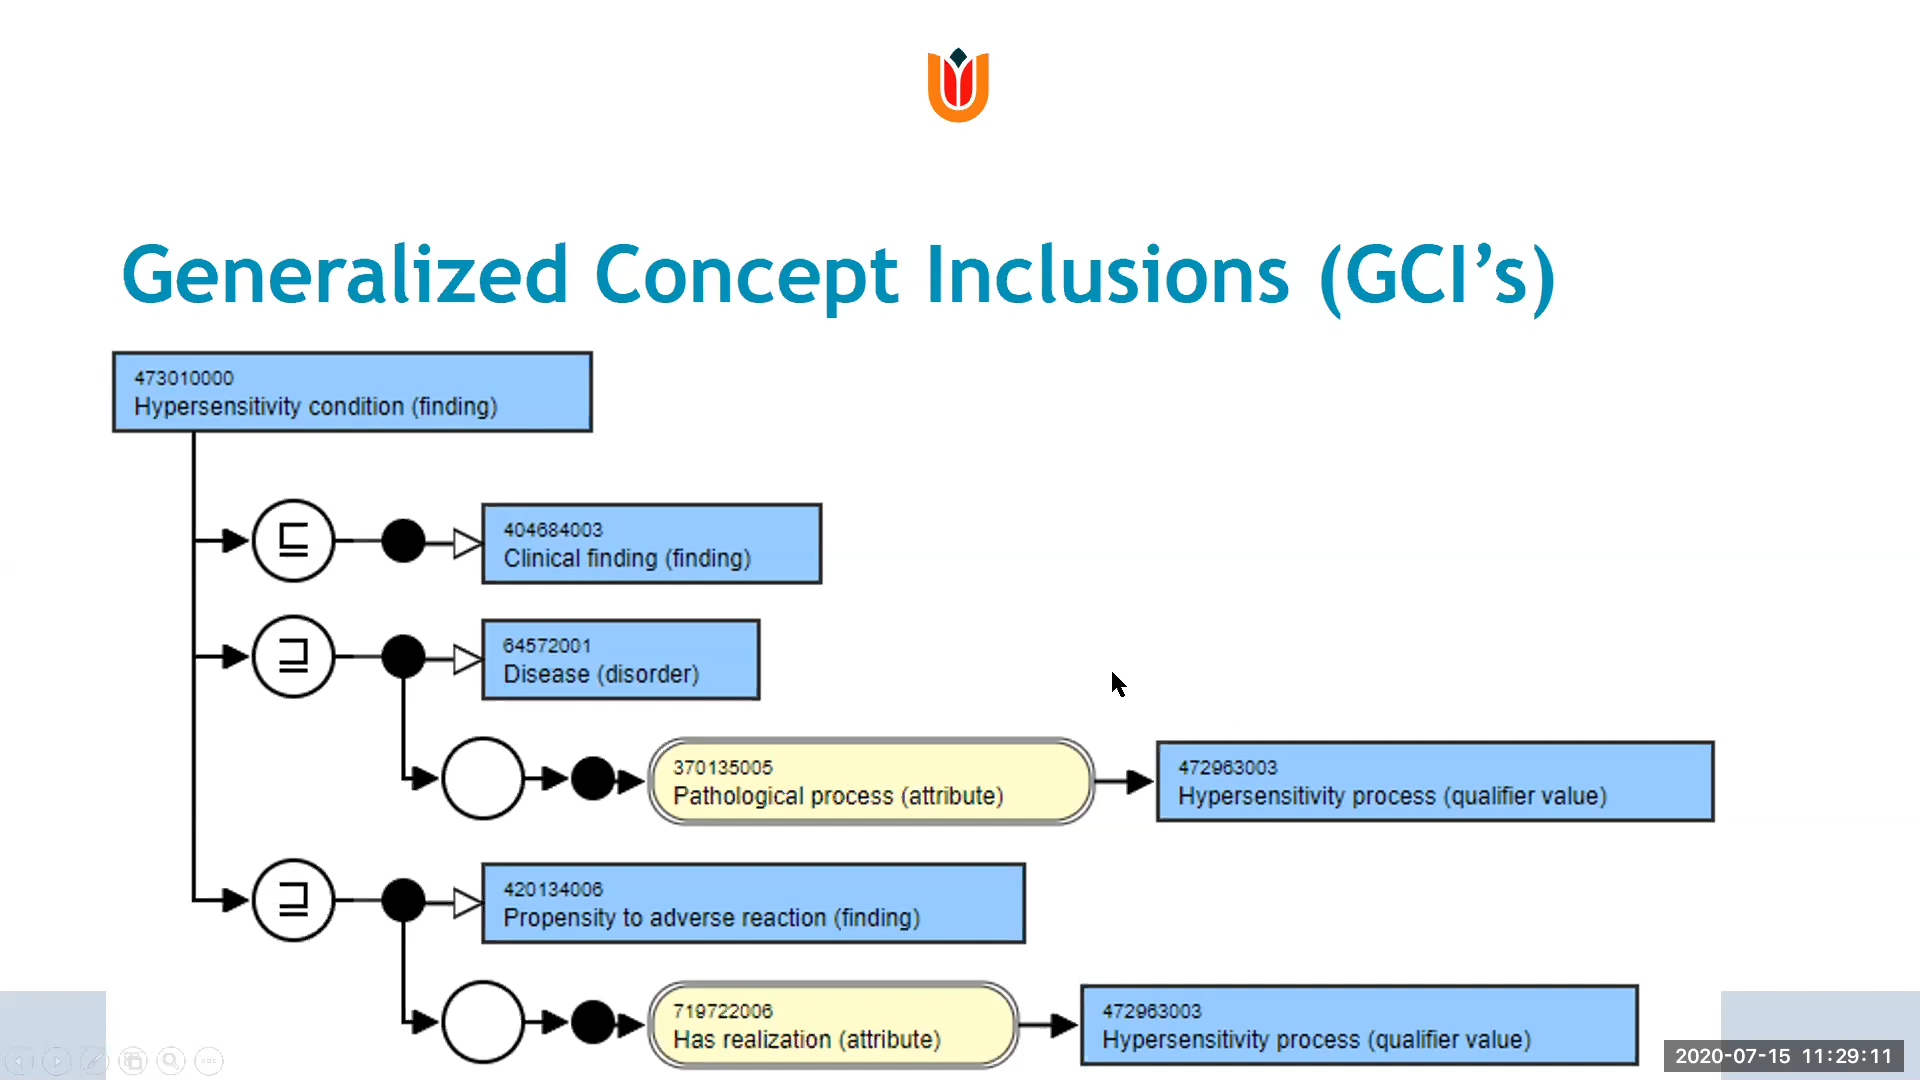 Generalized Concept Inclusions (GCI’s)
473010000
Hypersensitivity condition (finding)
⊑
404684003
Clinical finding (finding)
⊒
64572001
Disease (disorder)
370135005
Pathological process (attribute)
472963003
Hypersensitivity process (qualifier value)
⊒
420134006
Propensity to adverse reaction (finding)
719722006
Has realization (attribute)
472963003
Hypersensitivity process (qualifier value)
2020-07-15 11:29:11